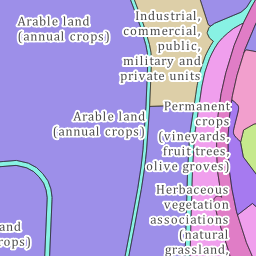 Arable land
(annual crops)
Industrial,
commercial,
public,
military and
private units
Arable land
(annual crops)
Permanent
crops
(vineyards,
fruit trees,
olive groves)
Herbaceous
vegetation
associations
(natural
grassland,
and
rops)